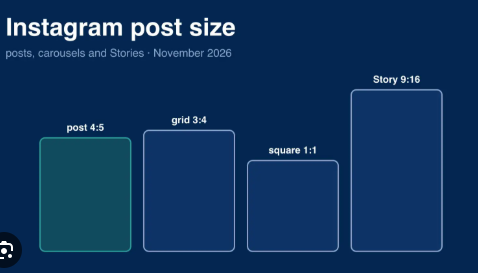 Instagram post size
posts, carousels and Stories · November 2026
Story 9:16
post 4:5
grid 3:4
square 1:1